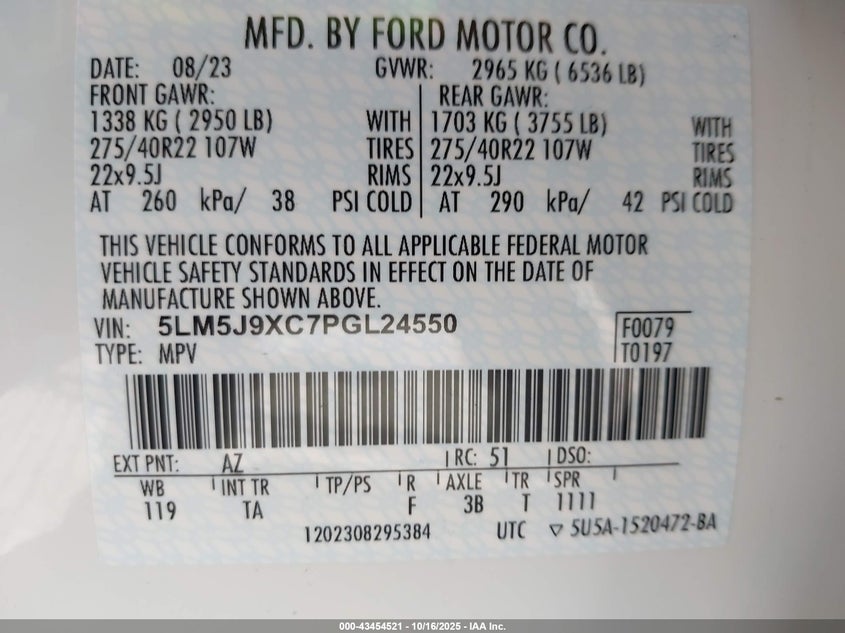 MFD. BY FORD MOTOR CO.
DATE: 08/23 GVWR: 2965 KG ( 6536 LB)
FRONT GAWR: REAR GAWR:
1338 KG ( 2950 LB) WITH 1703 KG ( 3755 LB) WITH
275/40R22 107W TIRES 275/40R22 107W TIRES
22x9.5J RIMS 22x9.5J RIMS
AT 260 kPa/ 38 PSI COLD AT 290 kPa/ 42 PSI COLD
THIS VEHICLE CONFORMS TO ALL APPLICABLE FEDERAL MOTOR
VEHICLE SAFETY STANDARDS IN EFFECT ON THE DATE OF
MANUFACTURE SHOWN ABOVE.
VIN: 5LM5J9XC7PGL24550 F0079
TYPE: MPV T0197
EXT PNT: AZ RC: 51 DSO:
WB INT TR TP/PS R AXLE TR SPR
119 TA F 3B T 1111
1202308295384 UTC ▽ 5U5A-1520472-BA
000-43454521 - 10/16/2025 - IAA Inc.